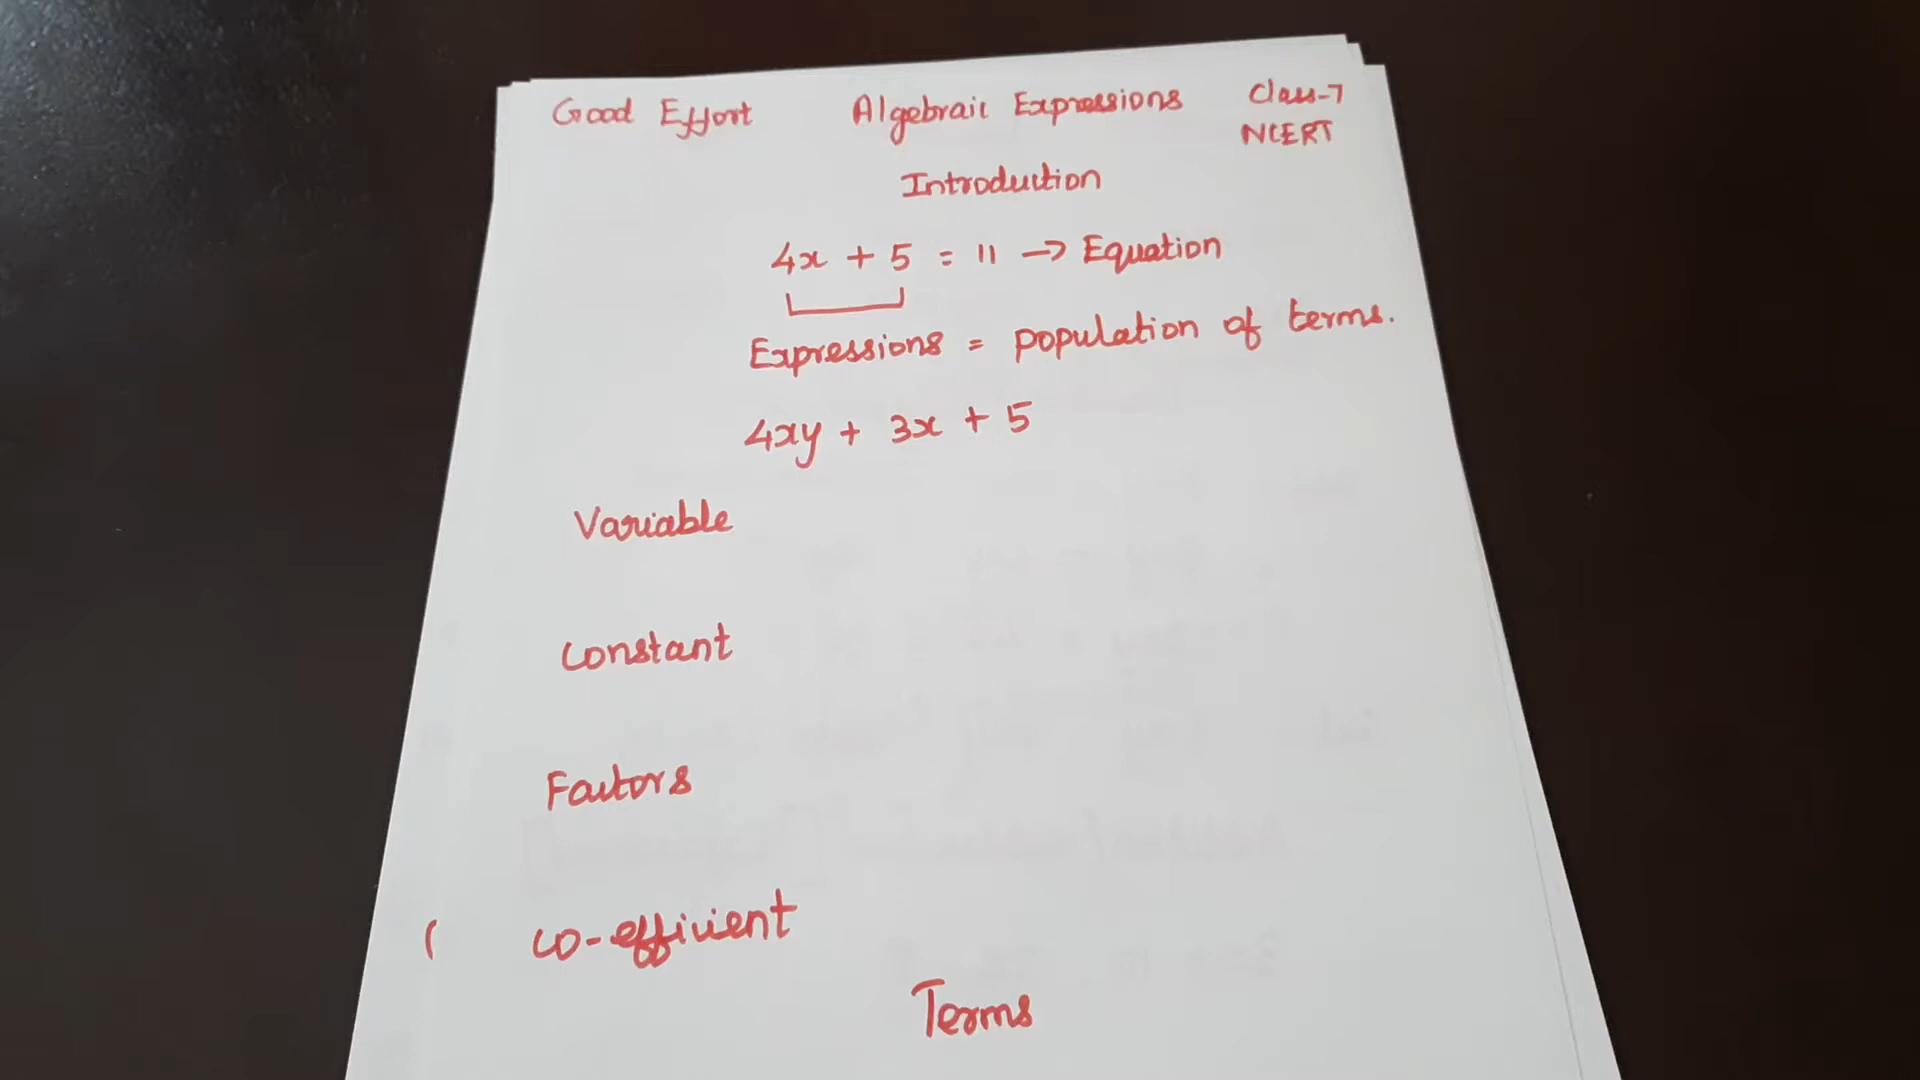 Good Effort Algebraic Expressions Class-7
NCERT
Introduction
4x + 5 = 11 → Equation
Expressions = population of terms.
4xy + 3x + 5
Variable
Constant
Factors
( co-efficient
Terms